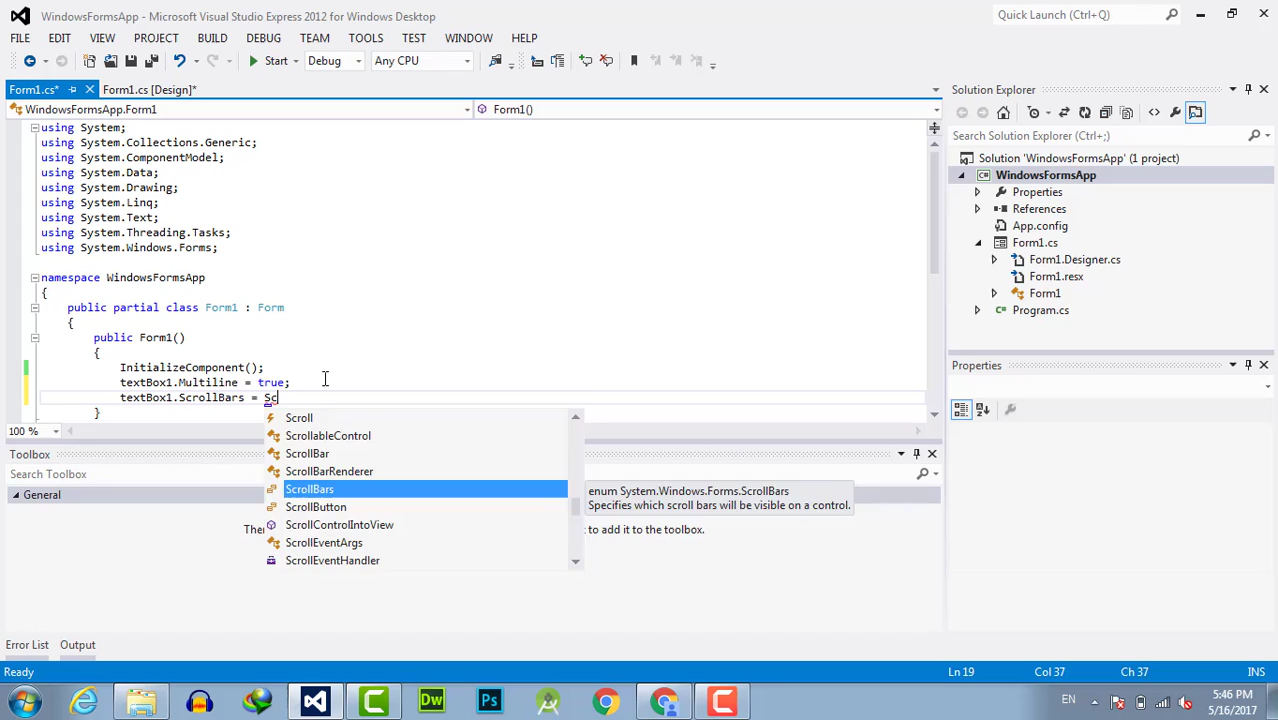 WindowsFormsApp - Microsoft Visual Studio Express 2012 for Windows Desktop
Quick Launch (Ctrl+Q)
FILE EDIT VIEW PROJECT BUILD DEBUG TEAM TOOLS TEST WINDOW HELP
Start Debug Any CPU
Form1.cs* Form1.cs [Design]*
WindowsFormsApp.Form1 Form1()
using System;
using System.Collections.Generic;
using System.ComponentModel;
using System.Data;
using System.Drawing;
using System.Linq;
using System.Text;
using System.Threading.Tasks;
using System.Windows.Forms;
namespace WindowsFormsApp
{
public partial class Form1 : Form
{
public Form1()
{
InitializeComponent();
textBox1.Multiline = true;
textBox1.ScrollBars = Sc
}
100 %
Scroll
ScrollableControl
ScrollBar
ScrollBarRenderer
ScrollBars
ScrollButton
ScrollControlIntoView
ScrollEventArgs
ScrollEventHandler
enum System.Windows.Forms.ScrollBars
Specifies which scroll bars will be visible on a control.
Toolbox
Search Toolbox
General
Ther
to add it to the toolbox.
Error List Output
Solution Explorer
Search Solution Explorer (Ctrl+;)
Solution 'WindowsFormsApp' (1 project)
C# WindowsFormsApp
Properties
References
App.config
Form1.cs
Form1.Designer.cs
Form1.resx
Form1
C# Program.cs
Properties
Ready Ln 19 Col 37 Ch 37 INS
Dw Ps EN
5:46 PM
5/16/2017